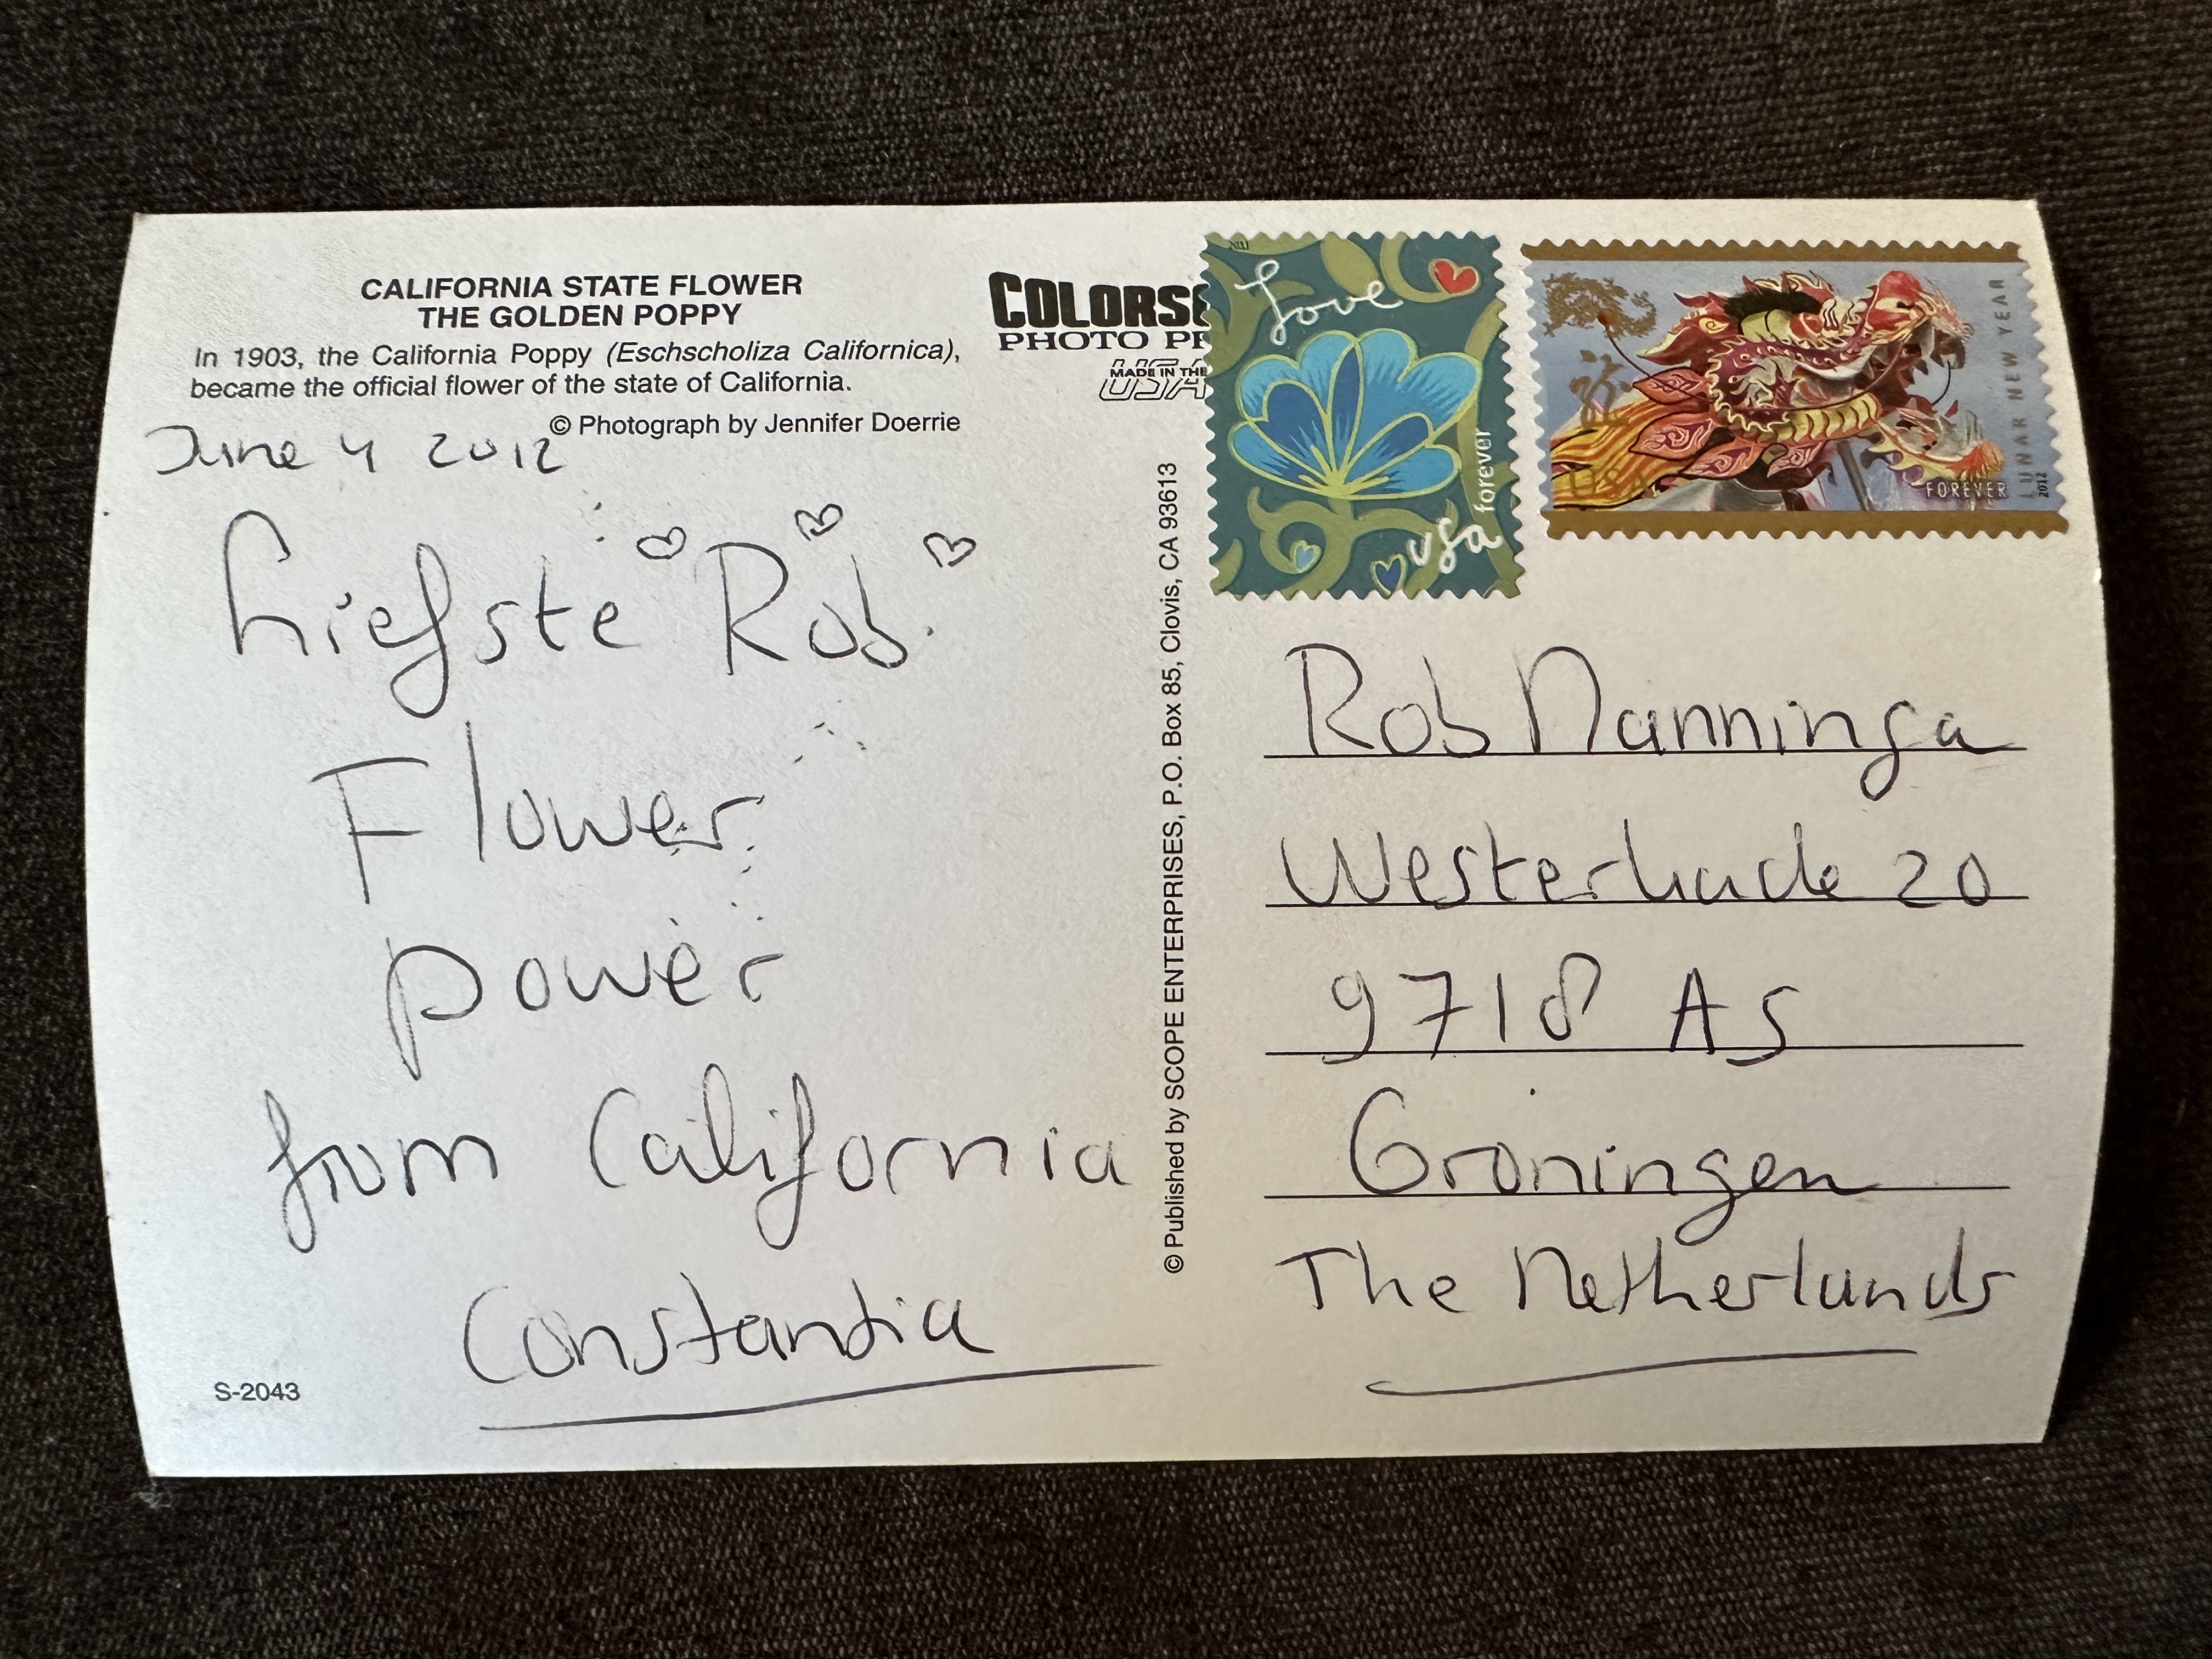 CALIFORNIA STATE FLOWER
THE GOLDEN POPPY
In 1903, the California Poppy (Eschscholiza Californica),
became the official flower of the state of California.
© Photograph by Jennifer Doerrie
COLORS
PHOTO PR
MADE IN THE
USA
June 4 2012
Liefste Rob
Flower
power
from California
Constantia
S-2043
© Published by SCOPE ENTERPRISES, P.O. Box 85, Clovis, CA 93613
Love
forever
usa
LUNAR NEW YEAR
USA
FOREVER
2012
Rob Nanninga
Westerkade 20
9718 AS
Groningen
The Netherlands